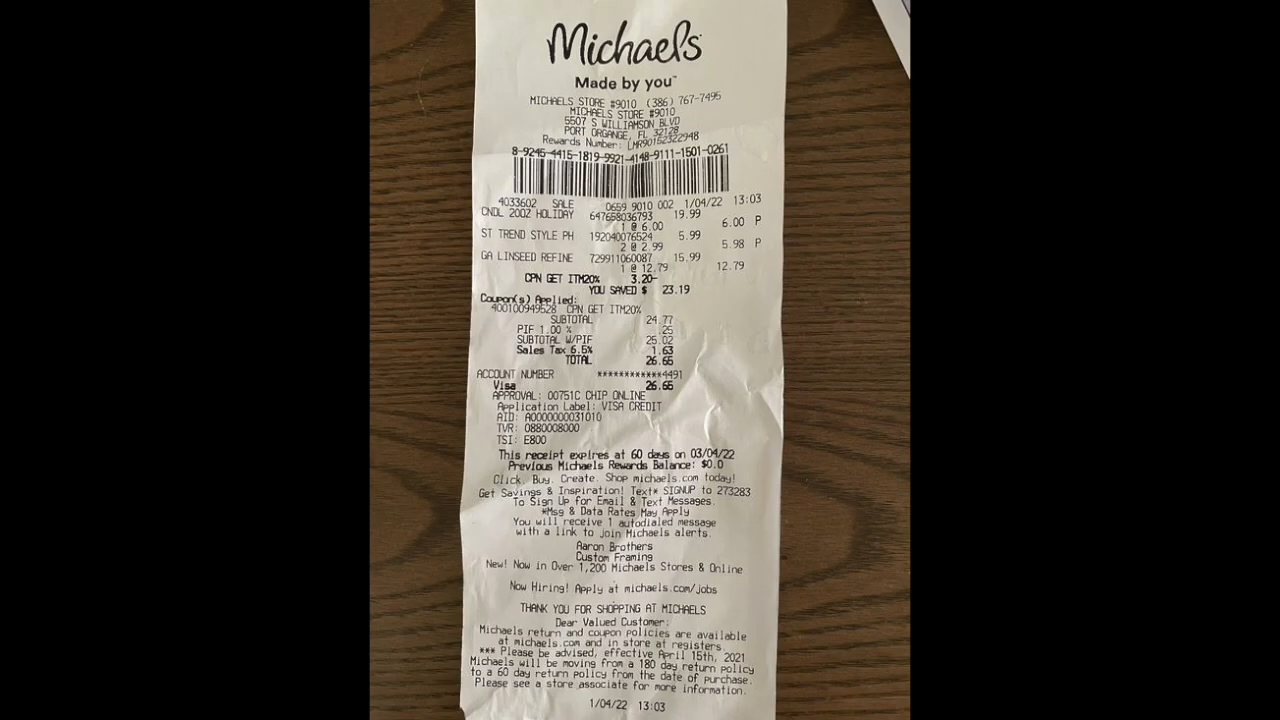 Michaels
Made by you™
MICHAELS STORE #9010 (386) 767-7495
MICHAELS STORE #9010
5507 S WILLIAMSON BLVD
PORT ORGANGE, FL 32128
Rewards Number: LMR90152322948
8-9245-4415-1819-9921-4148-9111-1501-0261
4033602 SALE 0659 9010 002 1/04/22 13:03
CNDL 20OZ HOLIDAY 647658036793 19.99
1 @ 6.00 6.00 P
ST TREND STYLE PH 192040076524 5.99
2 @ 2.99 5.98 P
GA LINSEED REFINE 729911060087 15.99
1 @ 12.79 12.79
CPN GET ITM20% 3.20-
YOU SAVED $ 23.19
Coupon(s) Applied:
400100949528 CPN GET ITM20%
SUBTOTAL 24.77
PIF 1.00 % .25
SUBTOTAL W/PIF 25.02
Sales Tax 6.5% 1.63
TOTAL 26.65
ACCOUNT NUMBER ************4491
Visa 26.65
APPROVAL: 00751C CHIP ONLINE
Application Label: VISA CREDIT
AID: A0000000031010
TVR: 0880008000
TSI: E800
This receipt expires at 60 days on 03/04/22
Previous Michaels Rewards Balance: $0.0
Click. Buy. Create. Shop michaels.com today!
Get Savings & Inspiration! Text* SIGNUP to 273283
To Sign Up for Email & Text Messages.
*Msg & Data Rates May Apply
You will receive 1 autodialed message
with a link to join Michaels alerts.
Aaron Brothers
Custom Framing
New! Now in Over 1,200 Michaels Stores & Online
Now Hiring! Apply at michaels.com/jobs
THANK YOU FOR SHOPPING AT MICHAELS
Dear Valued Customer:
Michaels return and coupon policies are available
at michaels.com and in store at registers.
*** Please be advised, effective April 15th, 2021
Michaels will be moving from a 180 day return policy
to a 60 day return policy from the date of purchase.
Please see a store associate for more information.
1/04/22 13:03